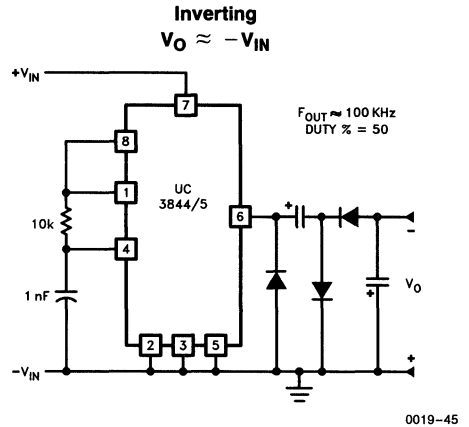 Inverting
VO ≈ −VIN
+VIN
7
FOUT ≈ 100 KHz
DUTY % = 50
8
1
UC
3844/5
6
10k
4
+
−
1 nF
+
VO
2
3
5
+
−VIN
0019-45